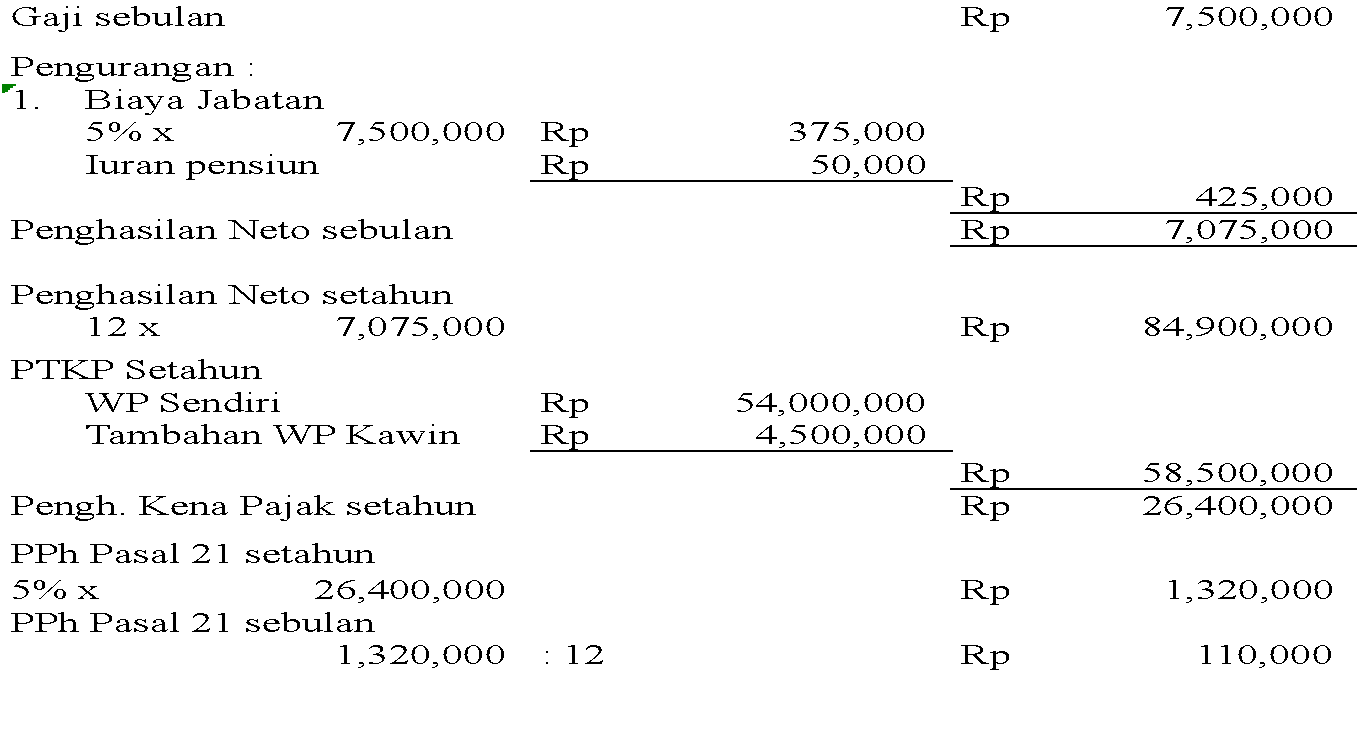 Gaji sebulan Rp 7,500,000
Pengurangan :
1. Biaya Jabatan
5% x 7,500,000 Rp 375,000
Iuran pensiun Rp 50,000
Rp 425,000
Penghasilan Neto sebulan Rp 7,075,000
Penghasilan Neto setahun
12 x 7,075,000 Rp 84,900,000
PTKP Setahun
WP Sendiri Rp 54,000,000
Tambahan WP Kawin Rp 4,500,000
Rp 58,500,000
Pengh. Kena Pajak setahun Rp 26,400,000
PPh Pasal 21 setahun
5% x 26,400,000 Rp 1,320,000
PPh Pasal 21 sebulan
1,320,000 : 12 Rp 110,000